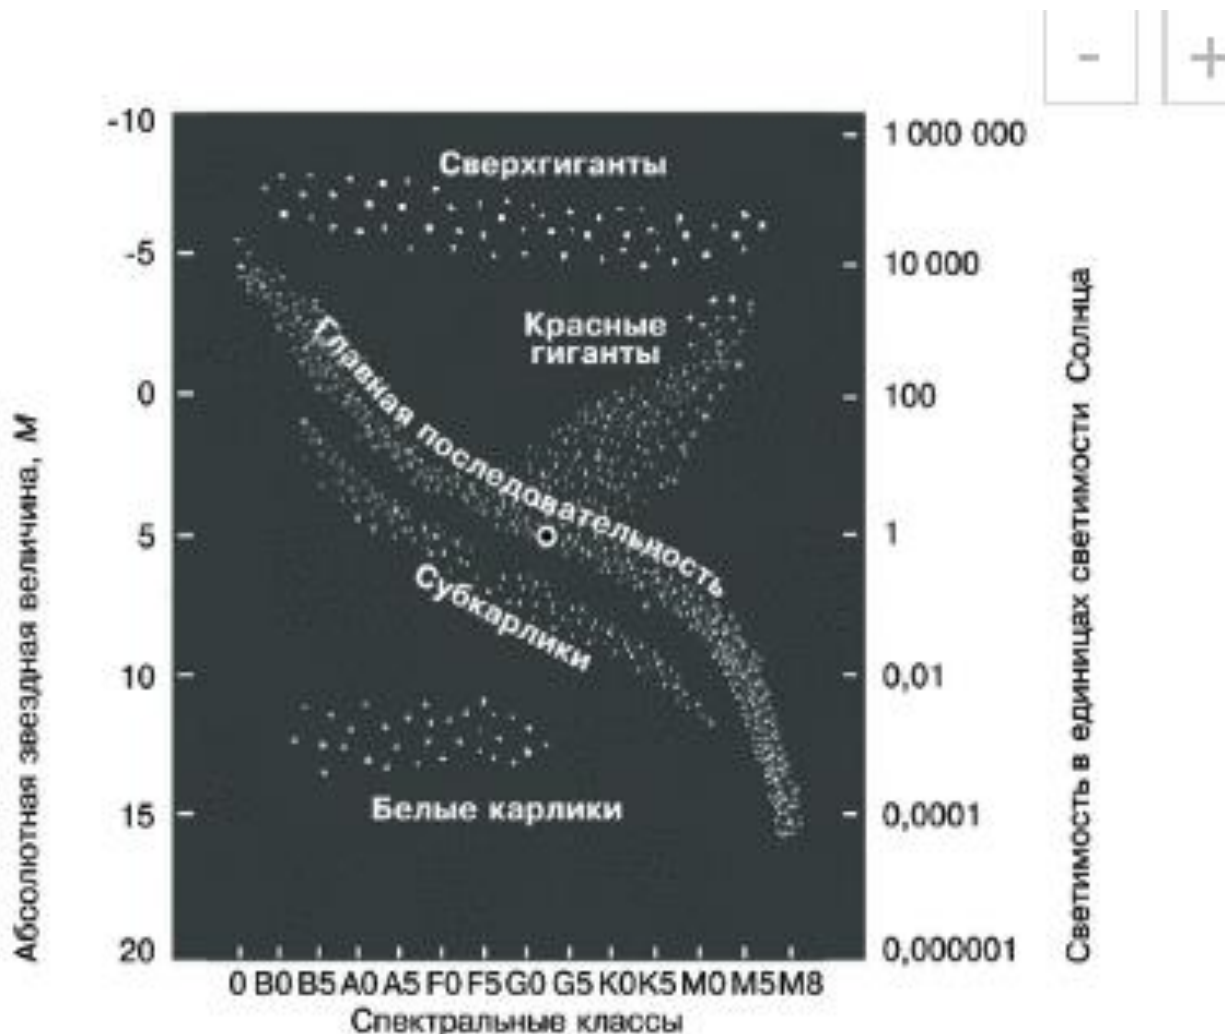 - +
-10
-5
0
5
10
15
20
Абсолютная звездная величина, M
Сверхгиганты
Красные
гиганты
Главная последовательность
Субкарлики
Белые карлики
1 000 000
10 000
100
1
0,01
0,0001
0,000001
Светимость в единицах светимости Солнца
0 B0 B5 A0 A5 F0 F5 G0 G5 K0 K5 M0 M5 M8
Спектральные классы